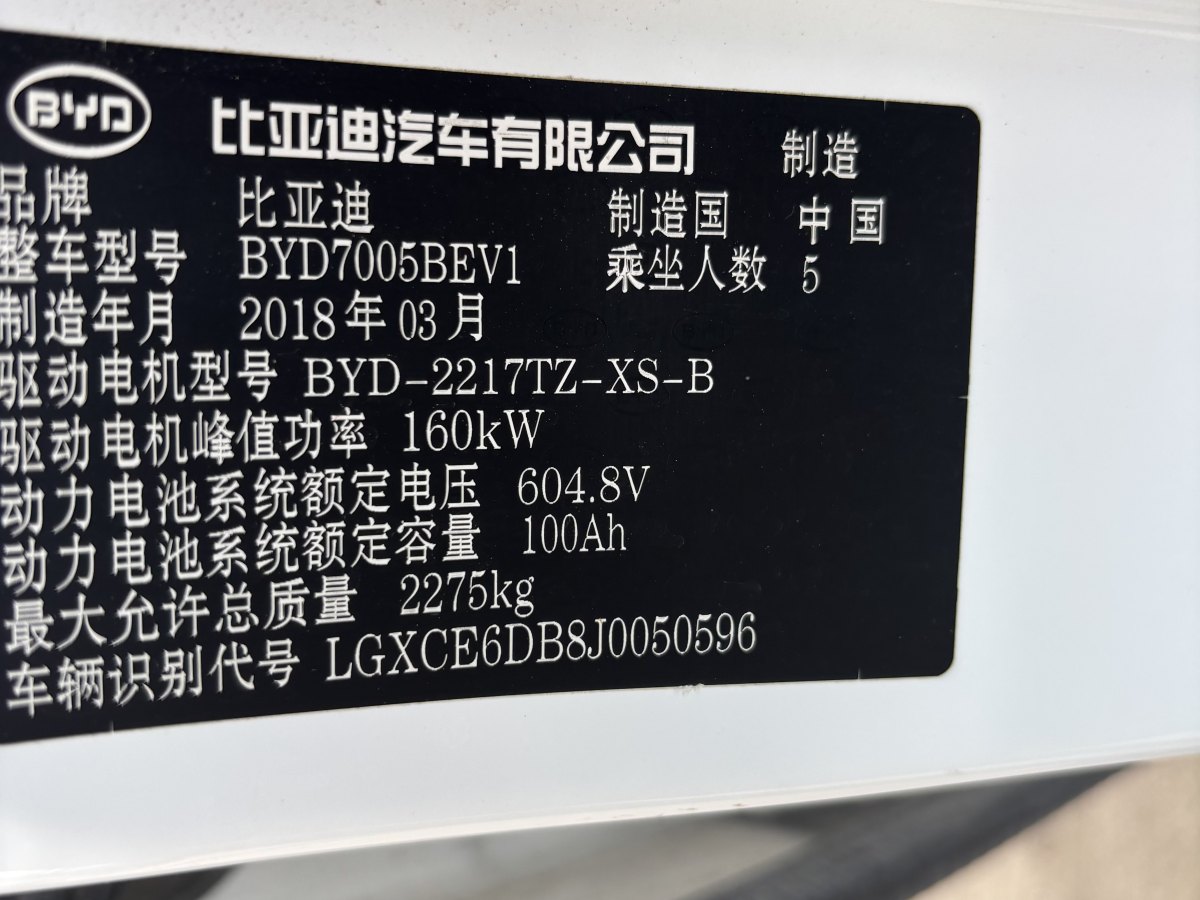 BYD 比亚迪汽车有限公司 制造
品牌 比亚迪 制造国 中国
整车型号 BYD7005BEV1 乘坐人数 5
制造年月 2018年03月
驱动电机型号 BYD-2217TZ-XS-B
驱动电机峰值功率 160kW
动力电池系统额定电压 604.8V
动力电池系统额定容量 100Ah
最大允许总质量 2275kg
车辆识别代号 LGXCE6DB8J0050596